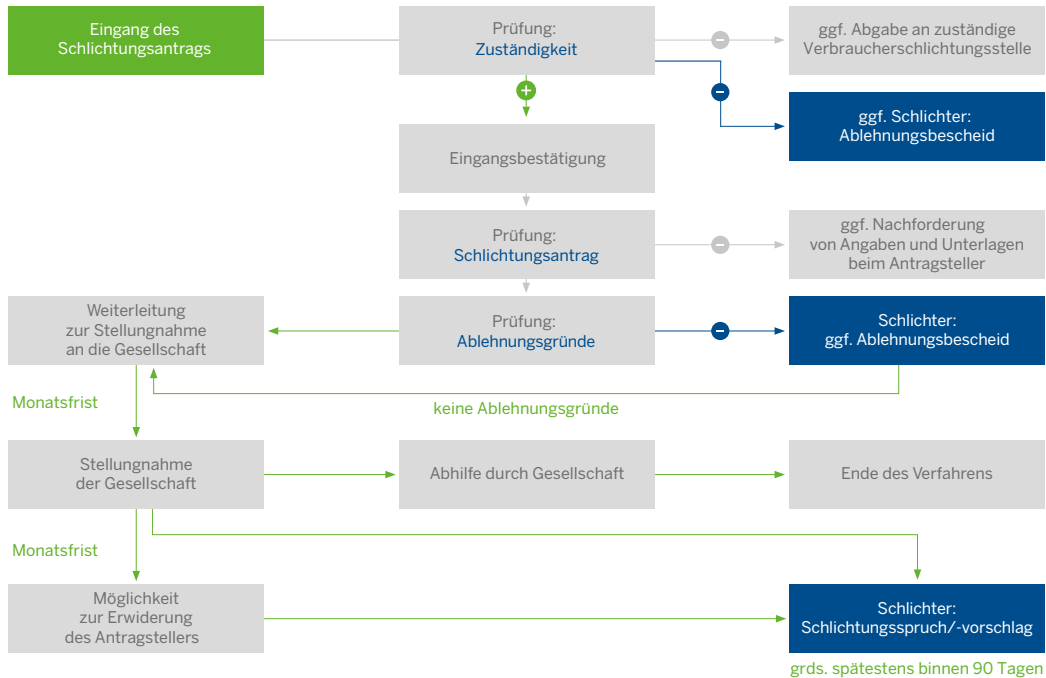 Eingang des
Schlichtungsantrags
Prüfung:
Zuständigkeit
ggf. Abgabe an zuständige
Verbraucherschlichtungsstelle
ggf. Schlichter:
Ablehnungsbescheid
Eingangsbestätigung
Prüfung:
Schlichtungsantrag
ggf. Nachforderung
von Angaben und Unterlagen
beim Antragsteller
Weiterleitung
zur Stellungnahme
an die Gesellschaft
Prüfung:
Ablehnungsgründe
Schlichter:
ggf. Ablehnungsbescheid
Monatsfrist
keine Ablehnungsgründe
Stellungnahme
der Gesellschaft
Abhilfe durch Gesellschaft
Ende des Verfahrens
Monatsfrist
Möglichkeit
zur Erwiderung
des Antragstellers
Schlichter:
Schlichtungsspruch/-vorschlag
grds. spätestens binnen 90 Tagen